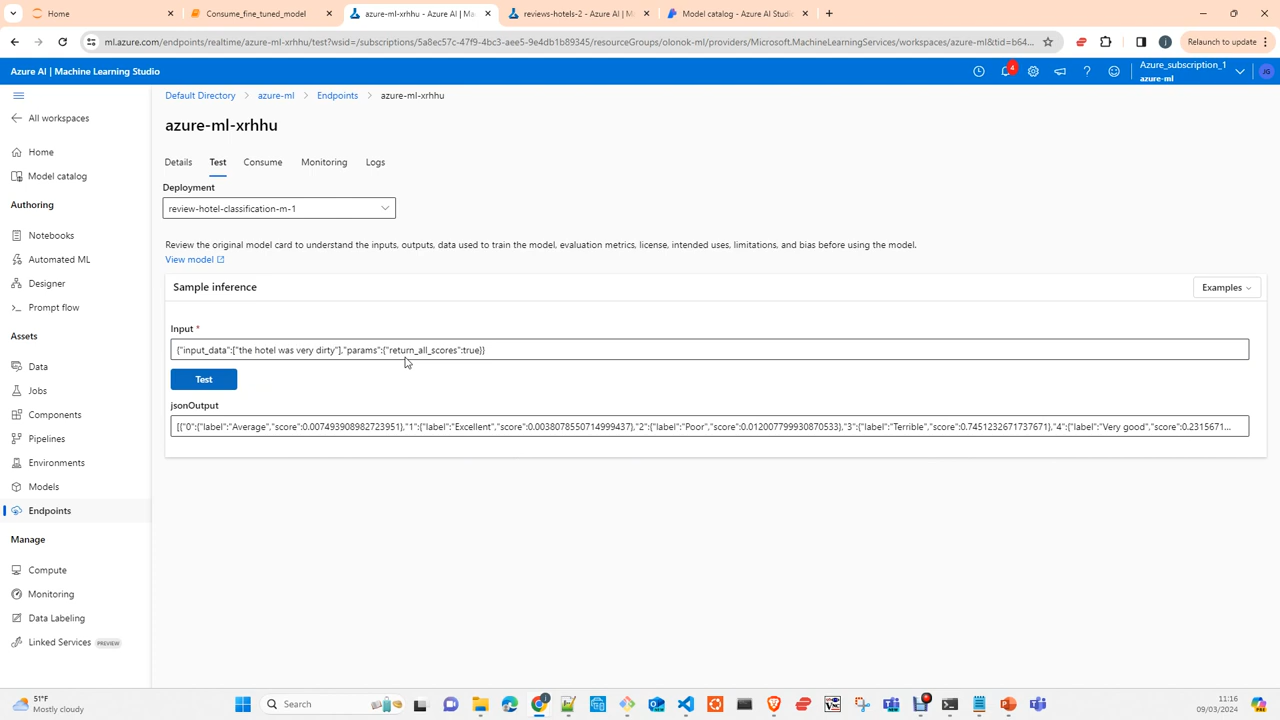 Home
Consume_fine_tuned_model
azure-ml-xrhhu - Azure AI | Ma
reviews-hotels-2 - Azure AI | M
Model catalog - Azure AI Studio
ml.azure.com/endpoints/realtime/azure-ml-xrhhu/test?wsid=/subscriptions/5a8ec57c-47f9-4bc3-aee5-9e4db1b89345/resourceGroups/olonok-ml/providers/Microsoft.MachineLearningServices/workspaces/azure-ml&tid=b64...
Relaunch to update
Azure AI | Machine Learning Studio
4
Azure_subscription_1
azure-ml
JG
All workspaces
Home
Model catalog
Authoring
Notebooks
Automated ML
Designer
Prompt flow
Assets
Data
Jobs
Components
Pipelines
Environments
Models
Endpoints
Manage
Compute
Monitoring
Data Labeling
Linked Services PREVIEW
Default Directory > azure-ml > Endpoints > azure-ml-xrhhu
azure-ml-xrhhu
Details Test Consume Monitoring Logs
Deployment
review-hotel-classification-m-1
Review the original model card to understand the inputs, outputs, data used to train the model, evaluation metrics, license, intended uses, limitations, and bias before using the model.
View model
Sample inference
Examples
Input *
{"input_data":["the hotel was very dirty"],"params":{"return_all_scores":true}}
Test
jsonOutput
[{"0":{"label":"Average","score":0.007493908982723951},"1":{"label":"Excellent","score":0.0038078550714999437},"2":{"label":"Poor","score":0.012007799930870533},"3":{"label":"Terrible","score":0.7451232671737671},"4":{"label":"Very good","score":0.2315671...
51°F
Mostly cloudy
Search
11:16
09/03/2024